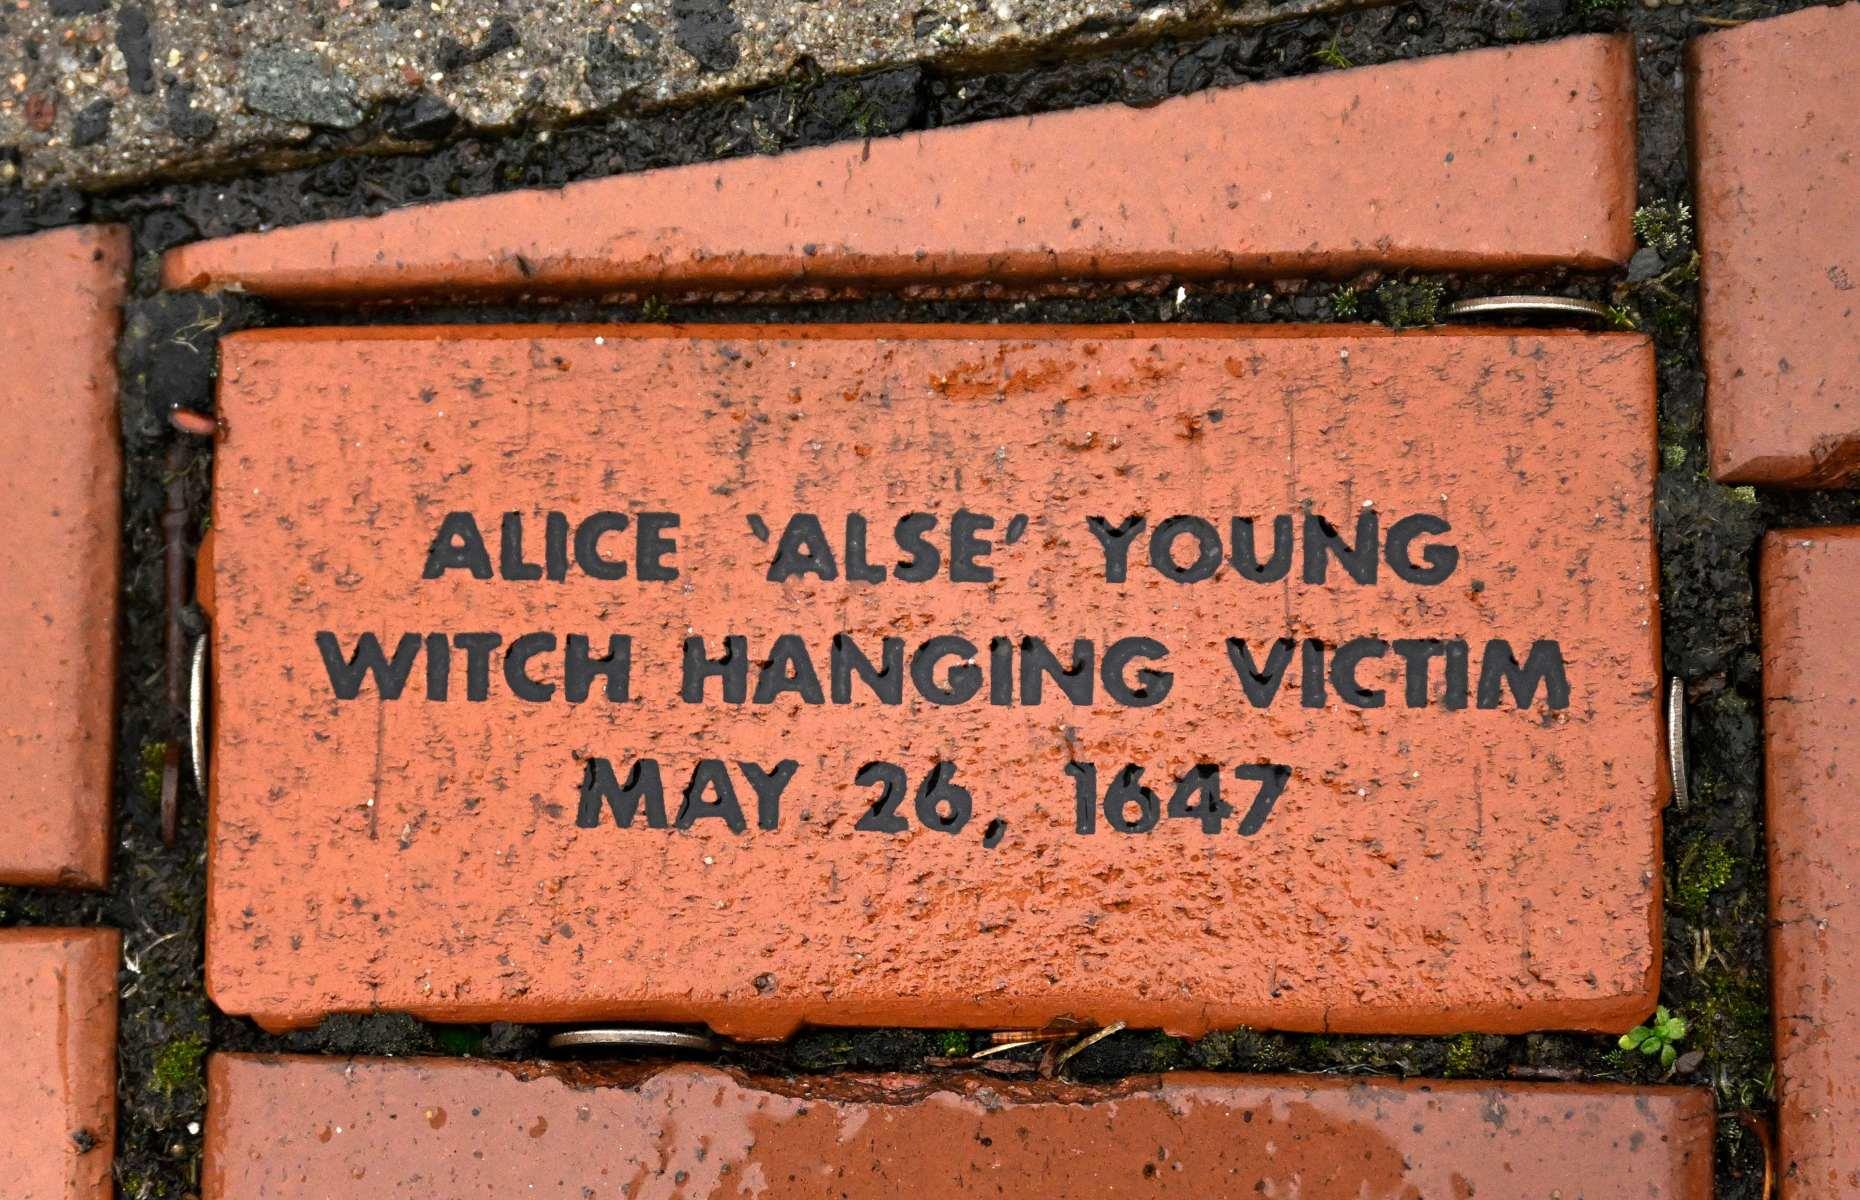 ALICE ‘ALSE’ YOUNG
WITCH HANGING VICTIM
MAY 26, 1647